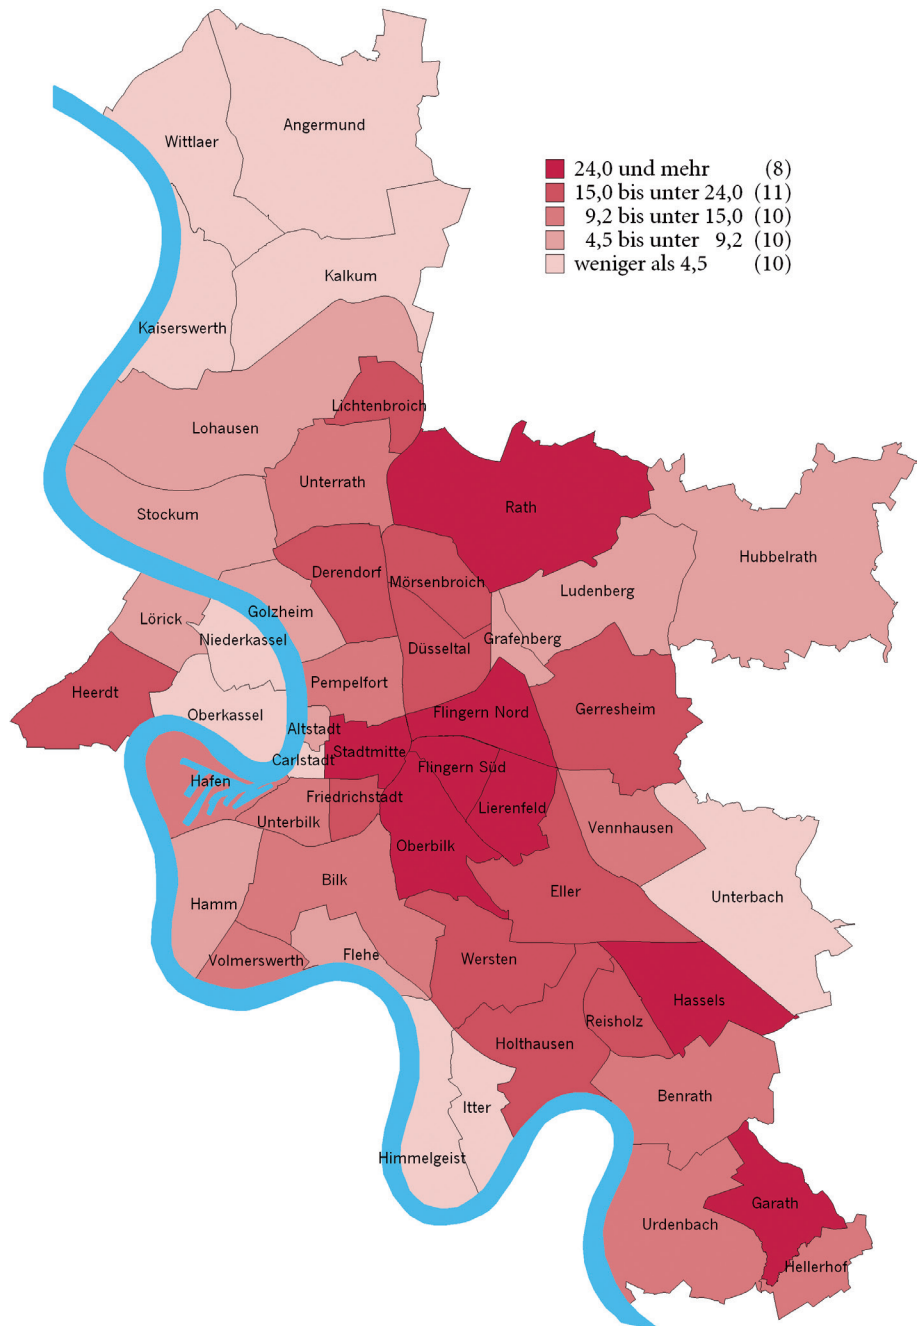 Angermund
Wittlaer
24,0 und mehr (8)
15,0 bis unter 24,0 (11)
9,2 bis unter 15,0 (10)
4,5 bis unter 9,2 (10)
weniger als 4,5 (10)
Kalkum
Kaiserswerth
Lichtenbroich
Lohausen
Unterrath
Rath
Stockum
Hubbelrath
Derendorf
Mörsenbroich
Ludenberg
Golzheim
Lörick
Niederkassel
Grafenberg
Düsseltal
Pempelfort
Heerdt
Gerresheim
Flingern Nord
Oberkassel
Altstadt
Stadtmitte
Carlstadt
Flingern Süd
Hafen
Friedrichstadt
Lierenfeld
Unterbilk
Vennhausen
Oberbilk
Bilk
Eller
Unterbach
Hamm
Flehe
Volmerswerth
Wersten
Hassels
Reisholz
Holthausen
Benrath
Itter
Himmelgeist
Garath
Urdenbach
Hellerhof